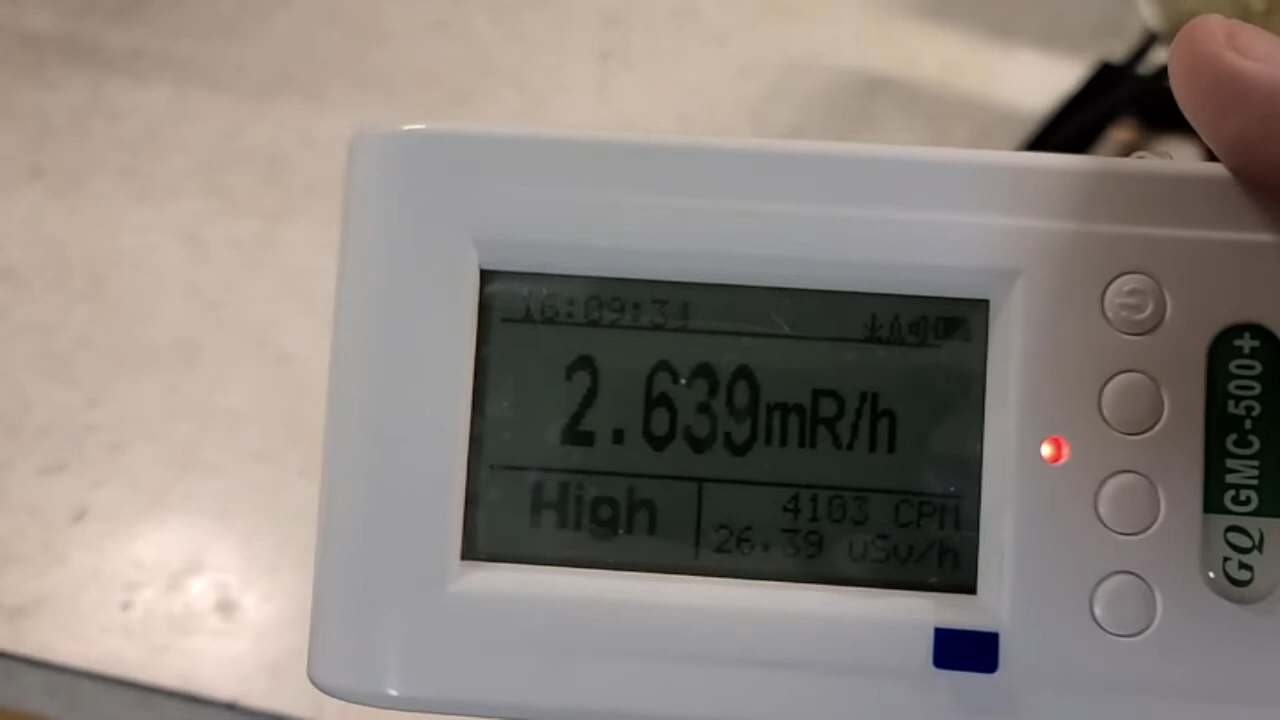 16:09:34
2.639mR/h
High
4103 CPM
26.39 uSv/h
GQ GMC-500+